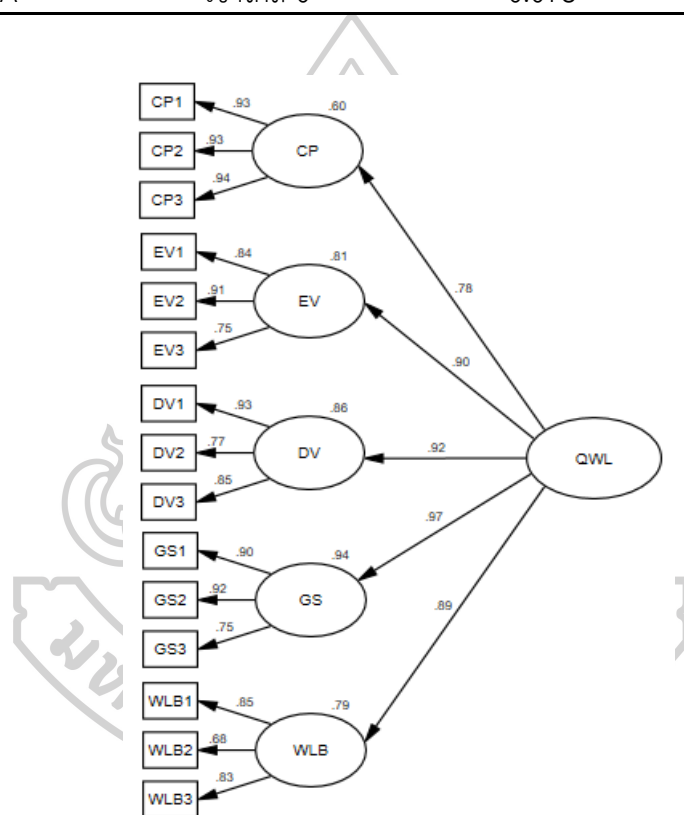 CP1
.93
.60
CP2
.93
CP
CP3
.94
.78
EV1
.84
.81
EV2
.91
EV
EV3
.75
.90
DV1
.93
.86
DV2
.77
DV
.92
QWL
DV3
.85
GS1
.90
.94
.97
GS2
.92
GS
GS3
.75
.89
WLB1
.85
.79
WLB2
.68
WLB
WLB3
.83